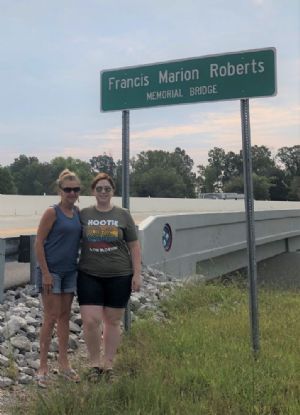 Francis Marion Roberts
MEMORIAL BRIDGE
HOOTIE